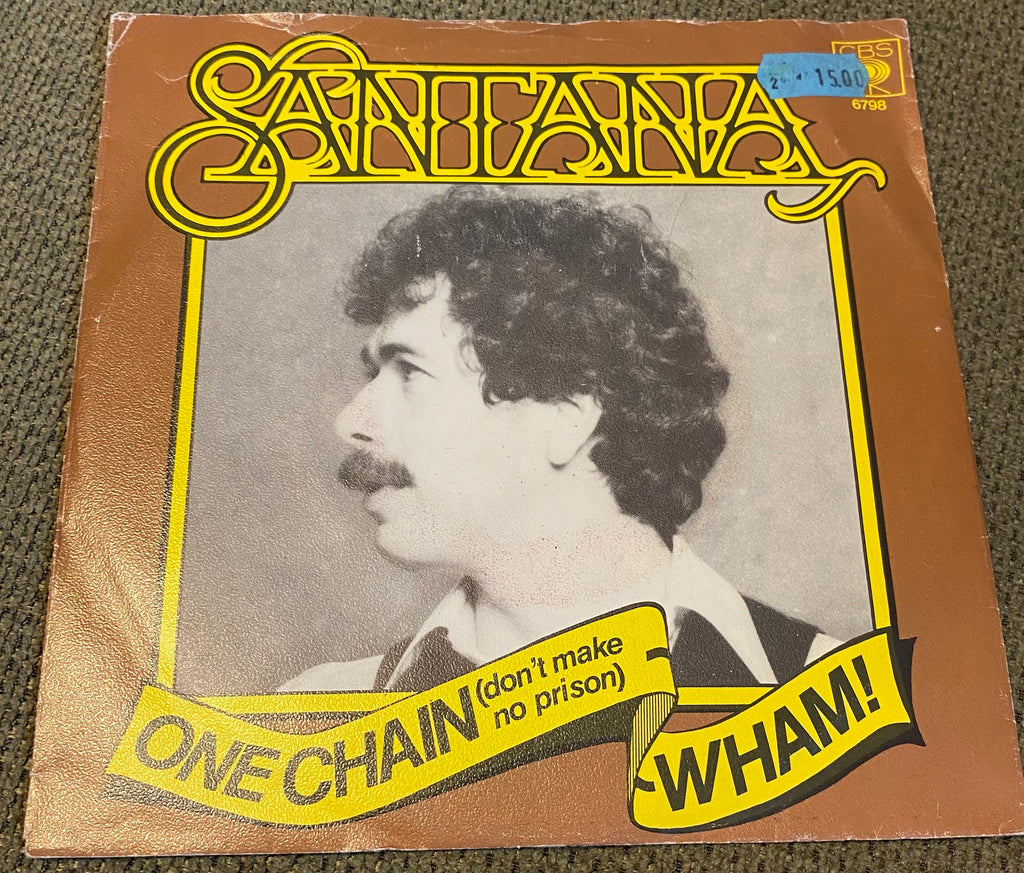 SANTANA
CBS
15.00
6798
ONE CHAIN (don't make
no prison)
WHAM!